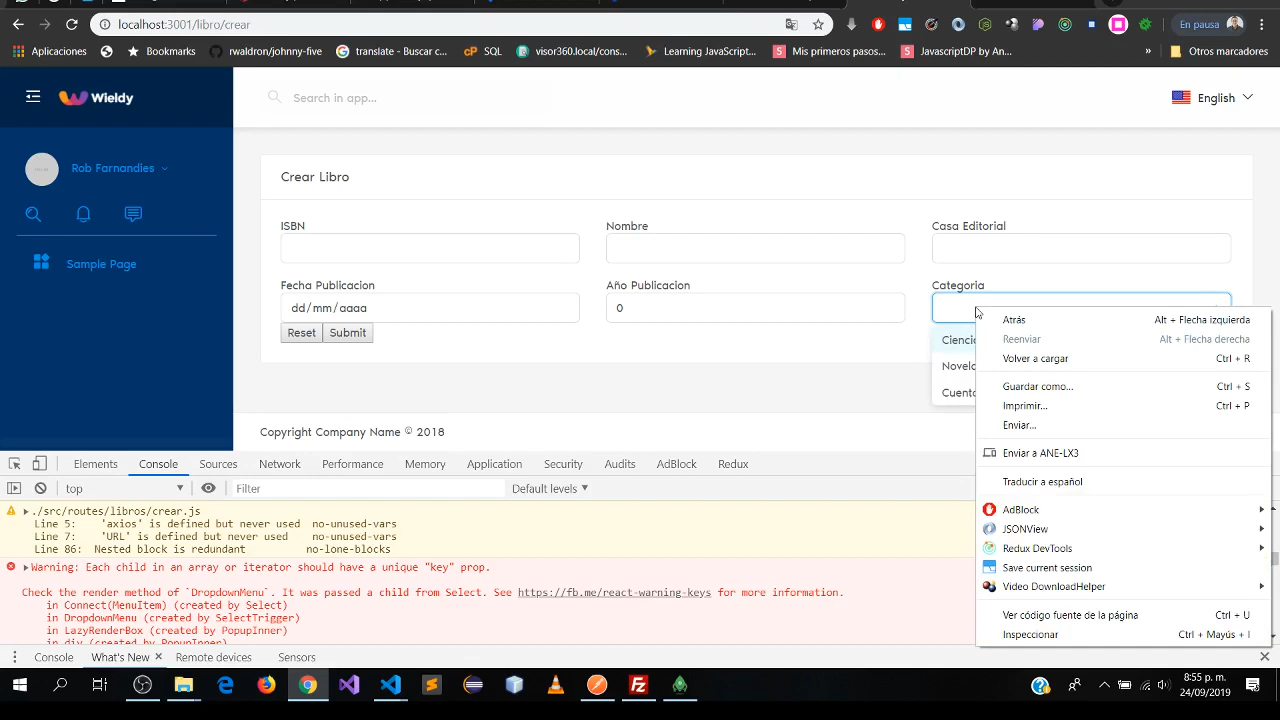 localhost:3001/libro/crear
En pausa
Aplicaciones
Bookmarks
rwaldron/johnny-five
translate - Buscar c...
cP SQL
visor360.local/cons...
Learning JavaScript...
S Mis primeros pasos...
S JavascriptDP by An...
»
Otros marcadores
Wieldy
Search in app...
English
Rob Farnandies
Sample Page
Crear Libro
ISBN
Nombre
Casa Editorial
Fecha Publicacion
Año Publicacion
Categoria
dd/mm/aaaa
0
Reset
Submit
Novela
Copyright Company Name © 2018
Atrás Alt + Flecha izquierda
Reenviar Alt + Flecha derecha
Volver a cargar Ctrl + R
Guardar como... Ctrl + S
Imprimir... Ctrl + P
Enviar...
Enviar a ANE-LX3
Traducir a español
AdBlock
JSONView
Redux DevTools
Save current session
Video DownloadHelper
Ver código fuente de la página Ctrl + U
Inspeccionar Ctrl + Mayús + I
Elements Console Sources Network Performance Memory Application Security Audits AdBlock Redux
top
Filter
Default levels ▼
./src/routes/libros/crear.js
Line 5: 'axios' is defined but never used no-unused-vars
Line 7: 'URL' is defined but never used no-unused-vars
Line 86: Nested block is redundant no-lone-blocks
Warning: Each child in an array or iterator should have a unique "key" prop.
Check the render method of `DropdownMenu`. It was passed a child from Select. See https://fb.me/react-warning-keys for more information.
in Connect(MenuItem) (created by Select)
in DropdownMenu (created by SelectTrigger)
in LazyRenderBox (created by PopupInner)
in div (created by PopupInner)
Console What's New × Remote devices Sensors
8:55 p. m.
24/09/2019